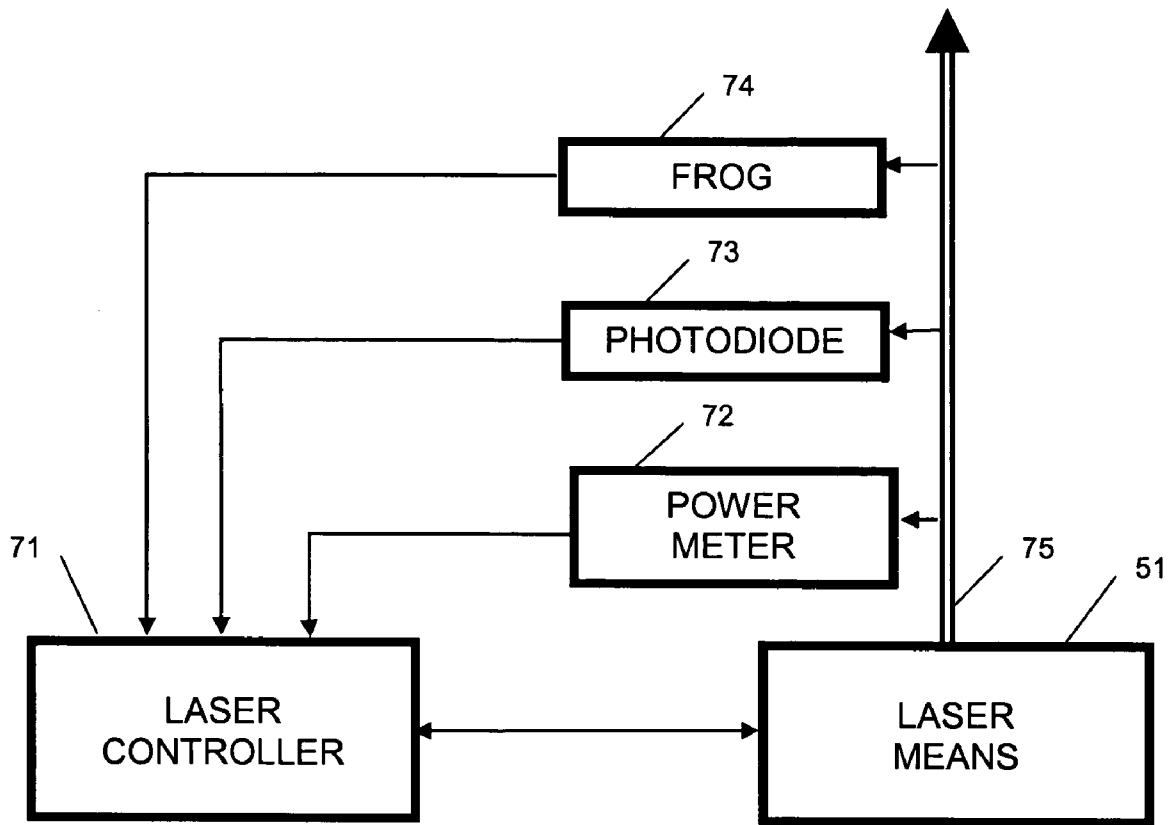 74
FROG
73
PHOTODIODE
72
POWER
METER
71
75
51
LASER
CONTROLLER
LASER
MEANS